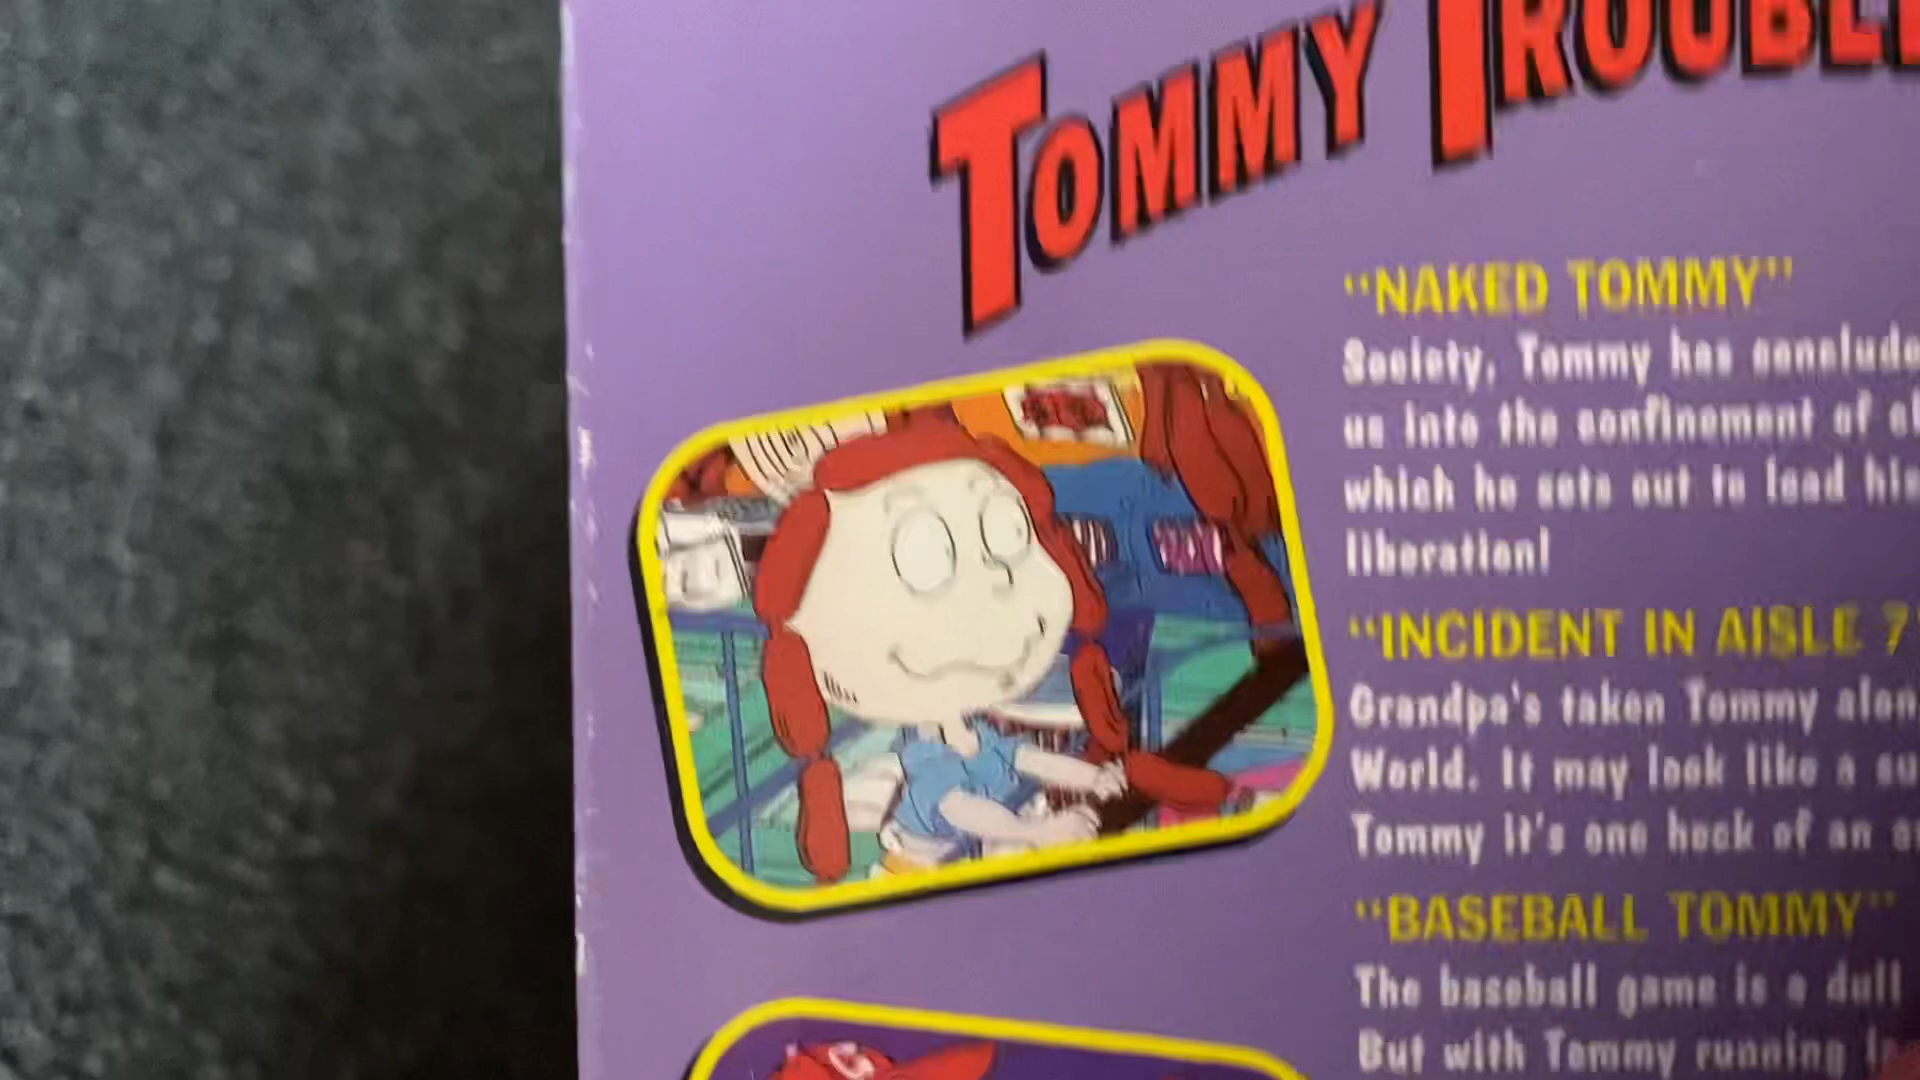 TOMMY TROUBL
"NAKED TOMMY"
Society, Tommy has conclude
us into the confinement of
which he sets out to lead his
liberation!
"INCIDENT IN AISLE 7"
Grandpa's taken Tommy alon
World. It may look like a su
Tommy it's one heck of an a
"BASEBALL TOMMY"
The baseball game is a dull
But with Tommy running